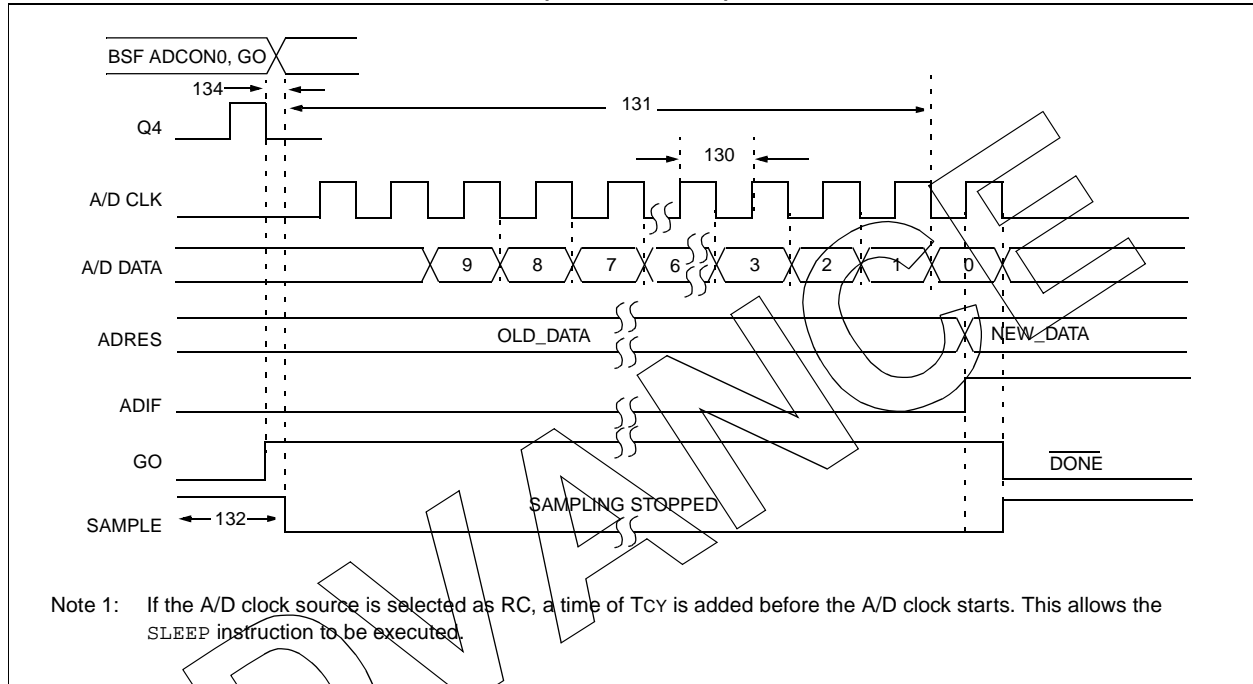 BSF ADCON0, GO
134
131
Q4
130
A/D CLK
A/D DATA
9 8 7 6 3 2 1 0
ADRES
OLD_DATA
NEW_DATA
ADIF
GO
DONE
SAMPLE
132
SAMPLING STOPPED
Note 1: If the A/D clock source is selected as RC, a time of TCY is added before the A/D clock starts. This allows the
SLEEP instruction to be executed.